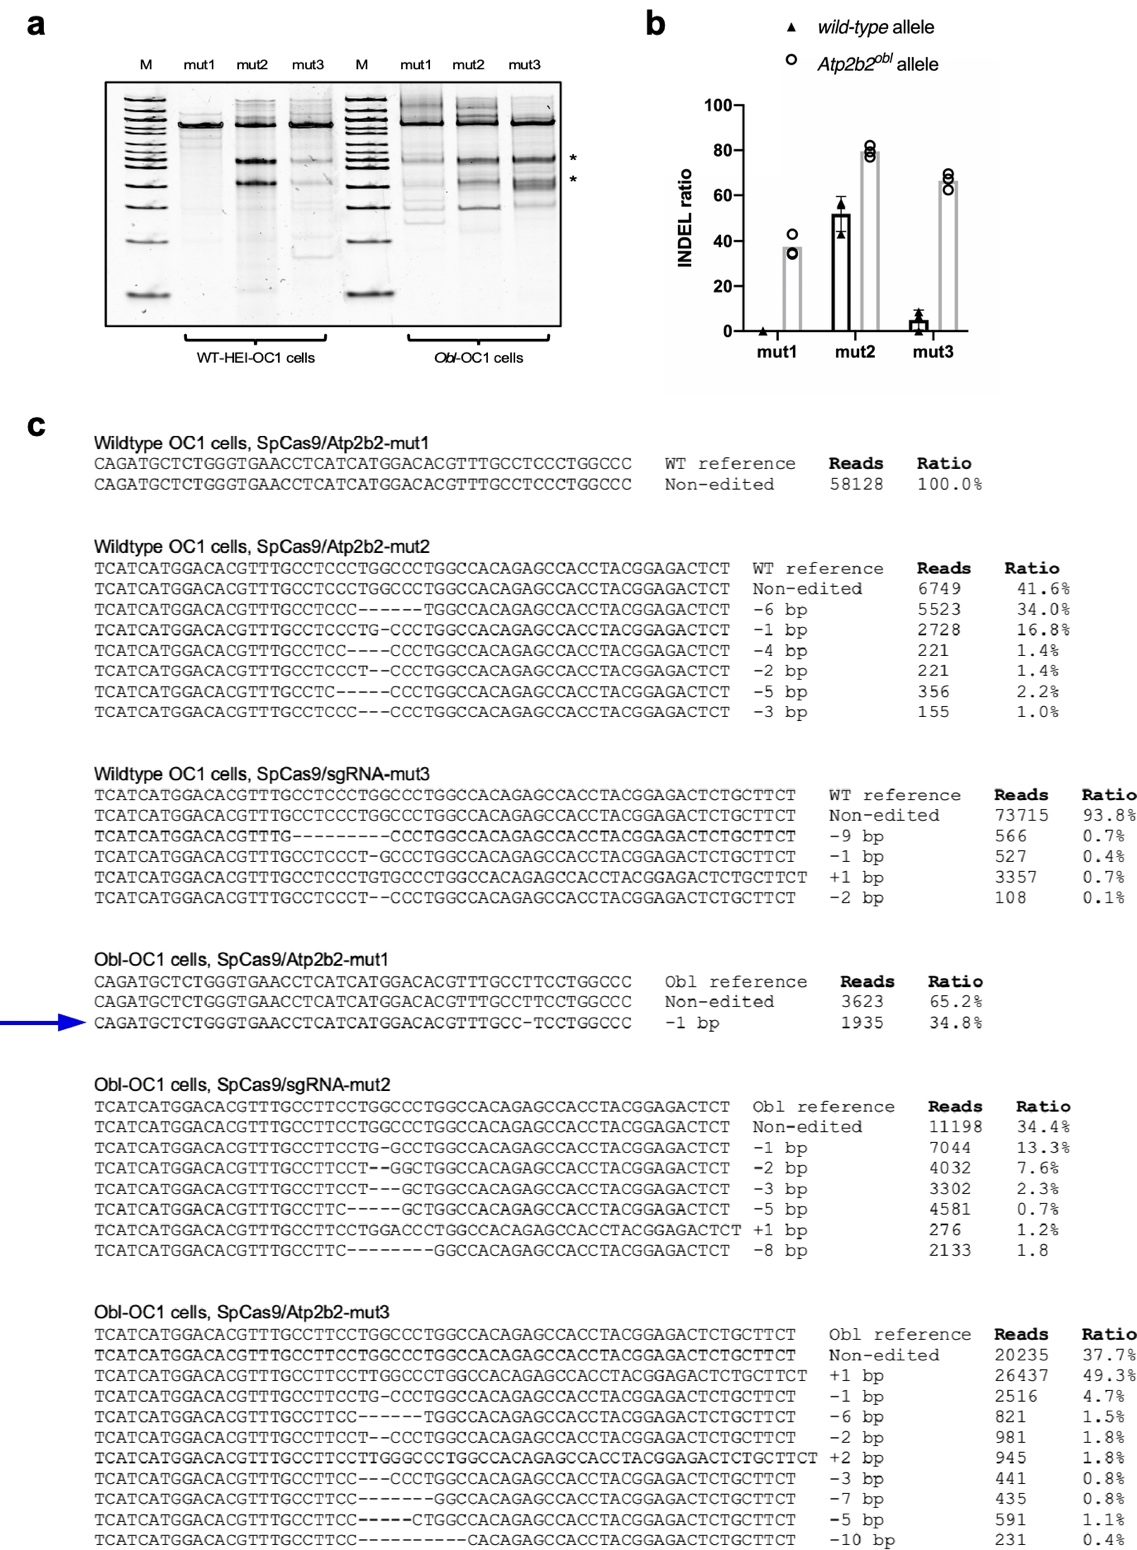 a
M mut1 mut2 mut3 M mut1 mut2 mut3
*
*
WT-HEI-OC1 cells Obl-OC1 cells
b
▲ wild-type allele
○ Atp2b2obl allele
INDEL ratio
100
80
60
40
20
0
mut1 mut2 mut3
c
Wildtype OC1 cells, SpCas9/Atp2b2-mut1
CAGATGCTCTGGGTGAACCTCATCATGGACACGTTTGCCTCCCTGGCCC WT reference Reads Ratio
CAGATGCTCTGGGTGAACCTCATCATGGACACGTTTGCCTCCCTGGCCC Non-edited 58128 100.0%
Wildtype OC1 cells, SpCas9/Atp2b2-mut2
TCATCATGGACACGTTTGCCTCCCTGGCCCTGGCCACAGAGCCACCTACGGAGACTCT WT reference Reads Ratio
TCATCATGGACACGTTTGCCTCCCTGGCCCTGGCCACAGAGCCACCTACGGAGACTCT Non-edited 6749 41.6%
TCATCATGGACACGTTTGCCTCCC------TGGCCACAGAGCCACCTACGGAGACTCT -6 bp 5523 34.0%
TCATCATGGACACGTTTGCCTCCCTG-CCCTGGCCACAGAGCCACCTACGGAGACTCT -1 bp 2728 16.8%
TCATCATGGACACGTTTGCCTCC----CCCTGGCCACAGAGCCACCTACGGAGACTCT -4 bp 221 1.4%
TCATCATGGACACGTTTGCCTCCCT--CCCTGGCCACAGAGCCACCTACGGAGACTCT -2 bp 221 1.4%
TCATCATGGACACGTTTGCCTC-----CCCTGGCCACAGAGCCACCTACGGAGACTCT -5 bp 356 2.2%
TCATCATGGACACGTTTGCCTCCC---CCCTGGCCACAGAGCCACCTACGGAGACTCT -3 bp 155 1.0%
Wildtype OC1 cells, SpCas9/sgRNA-mut3
TCATCATGGACACGTTTGCCTCCCTGGCCCTGGCCACAGAGCCACCTACGGAGACTCTGCTTCT WT reference Reads Ratio
TCATCATGGACACGTTTGCCTCCCTGGCCCTGGCCACAGAGCCACCTACGGAGACTCTGCTTCT Non-edited 73715 93.8%
TCATCATGGACACGTTTG---------CCCTGGCCACAGAGCCACCTACGGAGACTCTGCTTCT -9 bp 566 0.7%
TCATCATGGACACGTTTGCCTCCCT-GCCCTGGCCACAGAGCCACCTACGGAGACTCTGCTTCT -1 bp 527 0.4%
TCATCATGGACACGTTTGCCTCCCTGTGCCCTGGCCACAGAGCCACCTACGGAGACTCTGCTTCT +1 bp 3357 0.7%
TCATCATGGACACGTTTGCCTCCCT--CCCTGGCCACAGAGCCACCTACGGAGACTCTGCTTCT -2 bp 108 0.1%
Obl-OC1 cells, SpCas9/Atp2b2-mut1
CAGATGCTCTGGGTGAACCTCATCATGGACACGTTTGCCTTCCTGGCCC Obl reference Reads Ratio
CAGATGCTCTGGGTGAACCTCATCATGGACACGTTTGCCTTCCTGGCCC Non-edited 3623 65.2%
CAGATGCTCTGGGTGAACCTCATCATGGACACGTTTGCC-TCCTGGCCC -1 bp 1935 34.8%
Obl-OC1 cells, SpCas9/sgRNA-mut2
TCATCATGGACACGTTTGCCTTCCTGGCCCTGGCCACAGAGCCACCTACGGAGACTCT Obl reference Reads Ratio
TCATCATGGACACGTTTGCCTTCCTGGCCCTGGCCACAGAGCCACCTACGGAGACTCT Non-edited 11198 34.4%
TCATCATGGACACGTTTGCCTTCCTG-GCCTGGCCACAGAGCCACCTACGGAGACTCT -1 bp 7044 13.3%
TCATCATGGACACGTTTGCCTTCCT--GGCTGGCCACAGAGCCACCTACGGAGACTCT -2 bp 4032 7.6%
TCATCATGGACACGTTTGCCTTCCT---GCTGGCCACAGAGCCACCTACGGAGACTCT -3 bp 3302 2.3%
TCATCATGGACACGTTTGCCTTC-----GCTGGCCACAGAGCCACCTACGGAGACTCT -5 bp 4581 0.7%
TCATCATGGACACGTTTGCCTTCCTGGACCCTGGCCACAGAGCCACCTACGGAGACTCT +1 bp 276 1.2%
TCATCATGGACACGTTTGCCTTC--------GGCCACAGAGCCACCTACGGAGACTCT -8 bp 2133 1.8
Obl-OC1 cells, SpCas9/Atp2b2-mut3
TCATCATGGACACGTTTGCCTTCCTGGCCCTGGCCACAGAGCCACCTACGGAGACTCTGCTTCT Obl reference Reads Ratio
TCATCATGGACACGTTTGCCTTCCTGGCCCTGGCCACAGAGCCACCTACGGAGACTCTGCTTCT Non-edited 20235 37.7%
TCATCATGGACACGTTTGCCTTCCTTGGCCCTGGCCACAGAGCCACCTACGGAGACTCTGCTTCT +1 bp 26437 49.3%
TCATCATGGACACGTTTGCCTTCCTG-CCCTGGCCACAGAGCCACCTACGGAGACTCTGCTTCT -1 bp 2516 4.7%
TCATCATGGACACGTTTGCCTTCC------TGGCCACAGAGCCACCTACGGAGACTCTGCTTCT -6 bp 821 1.5%
TCATCATGGACACGTTTGCCTTCCT--CCCTGGCCACAGAGCCACCTACGGAGACTCTGCTTCT -2 bp 981 1.8%
TCATCATGGACACGTTTGCCTTCCTTGGGCCCTGGCCACAGAGCCACCTACGGAGACTCTGCTTCT +2 bp 945 1.8%
TCATCATGGACACGTTTGCCTTCC---CCCTGGCCACAGAGCCACCTACGGAGACTCTGCTTCT -3 bp 441 0.8%
TCATCATGGACACGTTTGCCTTCC-------GGCCACAGAGCCACCTACGGAGACTCTGCTTCT -7 bp 435 0.8%
TCATCATGGACACGTTTGCCTTCC-----CTGGCCACAGAGCCACCTACGGAGACTCTGCTTCT -5 bp 591 1.1%
TCATCATGGACACGTTTGCCTTCC----------CACAGAGCCACCTACGGAGACTCTGCTTCT -10 bp 231 0.4%